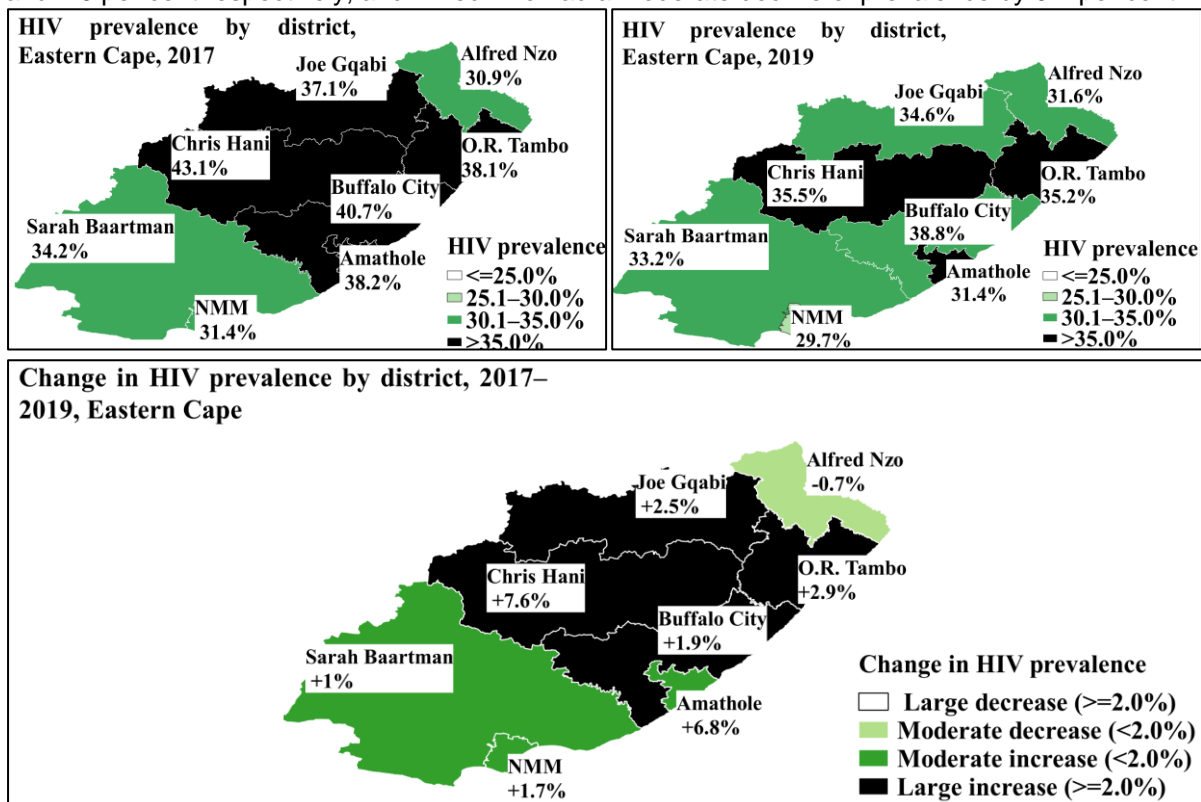 HIV prevalence by district,
Eastern Cape, 2017
Joe Gqabi
37.1%
Alfred Nzo
30.9%
Chris Hani
43.1%
O.R. Tambo
38.1%
Buffalo City
40.7%
Sarah Baartman
34.2%
Amathole
38.2%
NMM
31.4%
HIV prevalence
<=25.0%
25.1–30.0%
30.1–35.0%
>35.0%
HIV prevalence by district,
Eastern Cape, 2019
Alfred Nzo
31.6%
Joe Gqabi
34.6%
Chris Hani
35.5%
O.R. Tambo
35.2%
Buffalo City
38.8%
Sarah Baartman
33.2%
Amathole
31.4%
NMM
29.7%
HIV prevalence
<=25.0%
25.1–30.0%
30.1–35.0%
>35.0%
Change in HIV prevalence by district, 2017–
2019, Eastern Cape
Alfred Nzo
-0.7%
Joe Gqabi
+2.5%
Chris Hani
+7.6%
O.R. Tambo
+2.9%
Buffalo City
+1.9%
Sarah Baartman
+1%
Amathole
+6.8%
NMM
+1.7%
Change in HIV prevalence
Large decrease (>=2.0%)
Moderate decrease (<2.0%)
Moderate increase (<2.0%)
Large increase (>=2.0%)